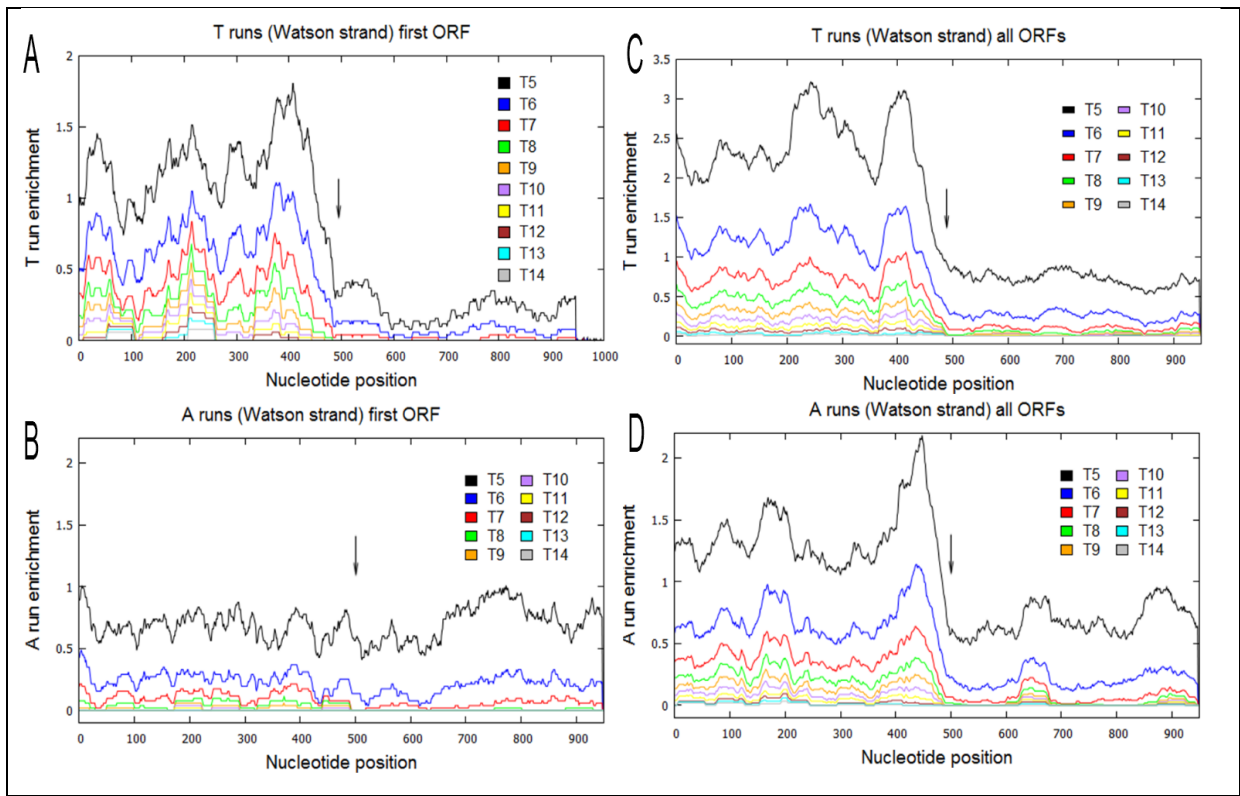 A
T runs (Watson strand) first ORF
T run enrichment
2
1.5
1
0.5
0
T5
T6
T7
T8
T9
T10
T11
T12
T13
T14
0 100 200 300 400 500 600 700 800 900 1000
Nucleotide position
B
A runs (Watson strand) first ORF
A run enrichment
2
1.5
1
0.5
0
T5 T10
T6 T11
T7 T12
T8 T13
T9 T14
0 100 200 300 400 500 600 700 800 900
Nucleotide position
C
T runs (Watson strand) all ORFs
T run enrichment
3.5
3
2.5
2
1.5
1
0.5
0
T5 T10
T6 T11
T7 T12
T8 T13
T9 T14
0 100 200 300 400 500 600 700 800 900
Nucleotide position
D
A runs (Watson strand) all ORFs
A run enrichment
2
1.5
1
0.5
0
T5 T10
T6 T11
T7 T12
T8 T13
T9 T14
0 100 200 300 400 500 600 700 800 900
Nucleotide position